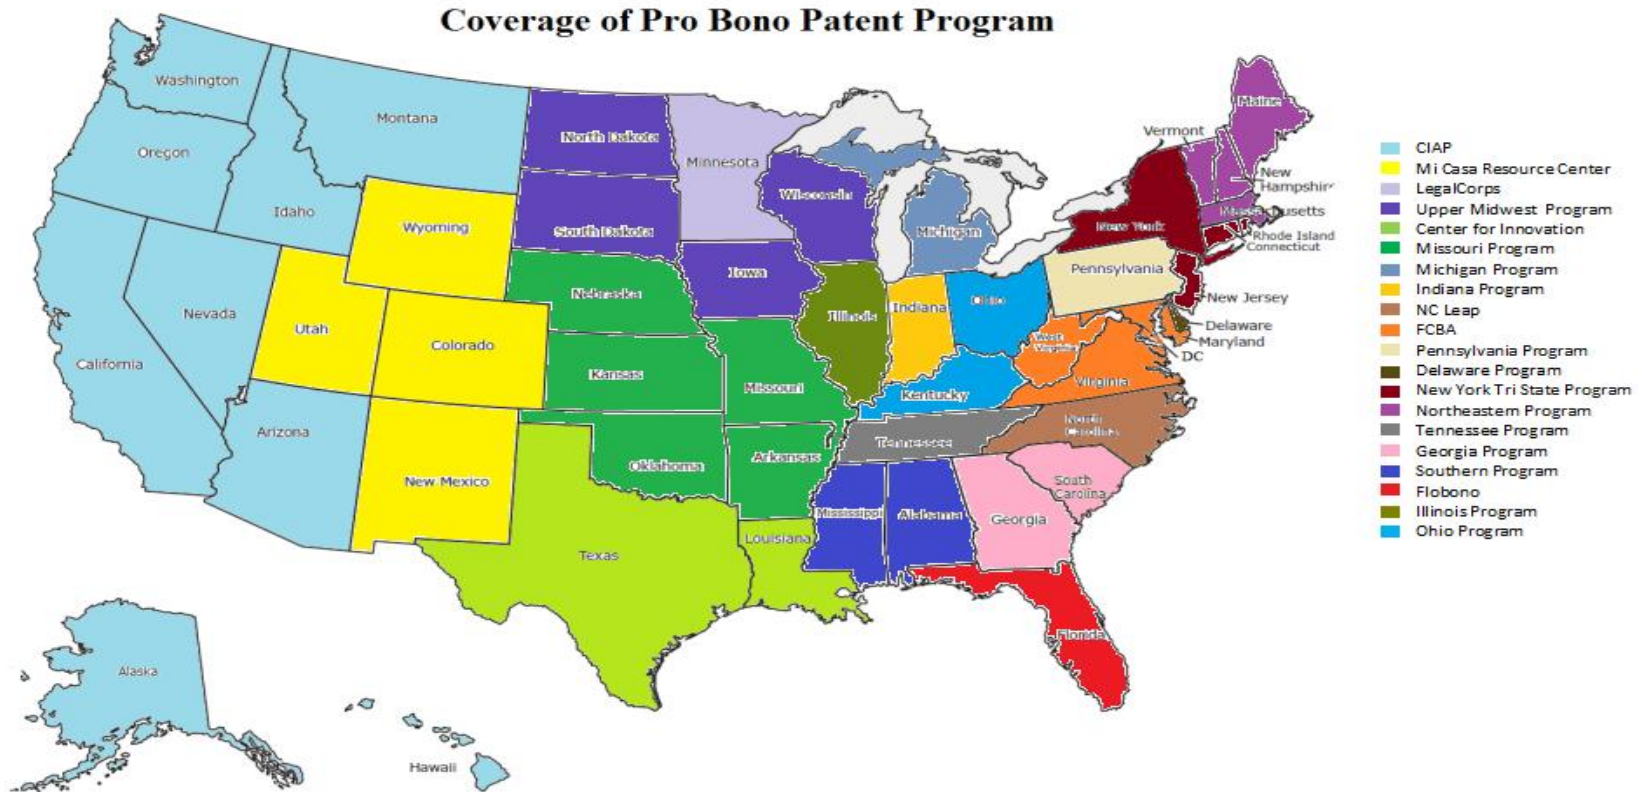 Coverage of Pro Bono Patent Program
Washington
Oregon
Montana
Idaho
Wyoming
Nevada
Utah
Colorado
California
Arizona
New Mexico
North Dakota
South Dakota
Minnesota
Wisconsin
Iowa
Nebraska
Kansas
Missouri
Oklahoma
Arkansas
Texas
Louisiana
Michigan
Illinois
Indiana
Ohio
Kentucky
Tennessee
Mississippi
Alabama
Georgia
Florida
South
Carolina
North
Carolina
West
Virginia
Virginia
Pennsylvania
New York
Vermont
Maine
New
Hampshire
Massachusetts
Rhode Island
Connecticut
New Jersey
Delaware
Maryland
DC
Alaska
Hawaii
CIAP
Mi Casa Resource Center
LegalCorps
Upper Midwest Program
Center for Innovation
Missouri Program
Michigan Program
Indiana Program
NC Leap
FCBA
Pennsylvania Program
Delaware Program
New York Tri State Program
Northeastern Program
Tennessee Program
Georgia Program
Southern Program
Flobono
Illinois Program
Ohio Program